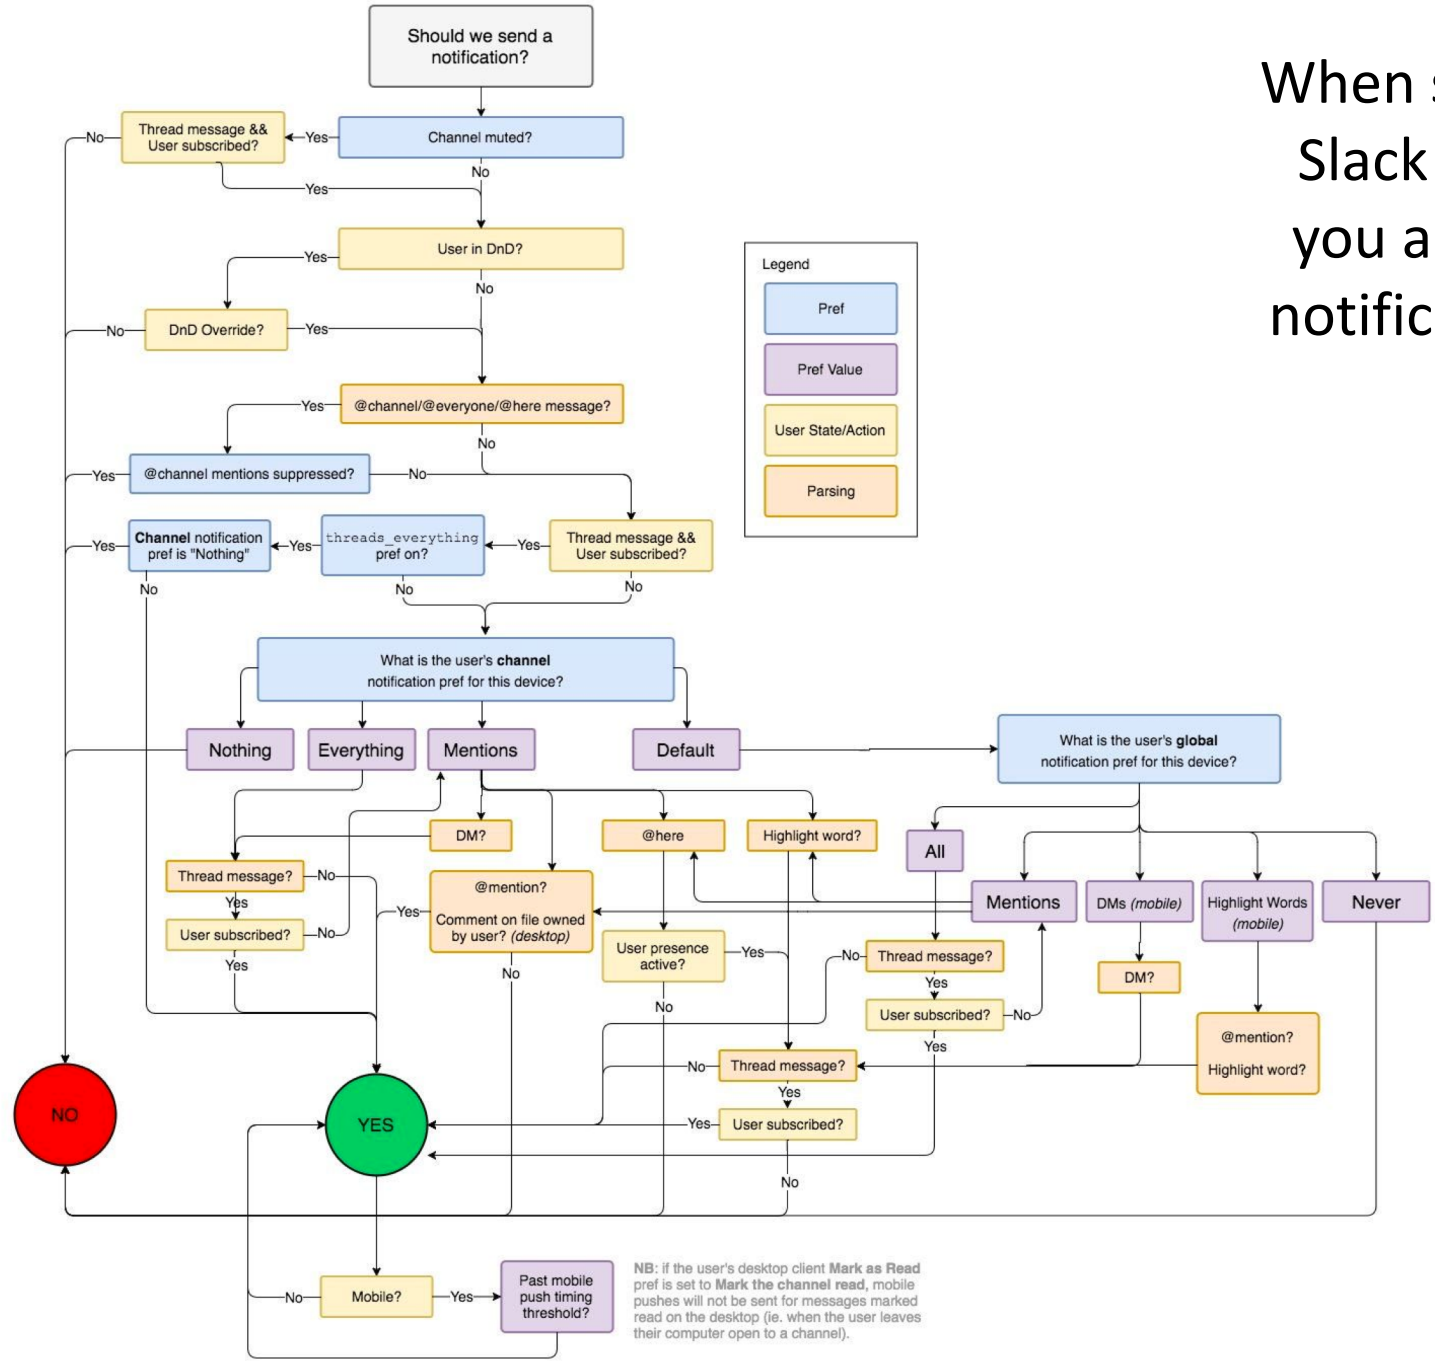 Should we send a
notification?
When
Slack
you
Thread message &&
User subscribed?
No
Yes
Channel muted?
No
Yes
User in DnD?
Yes
No
DnD Override?
No
Yes
Legend
Pref
Pref Value
User State/Action
Parsing
@channel/@everyone/@here message?
Yes
No
@channel mentions suppressed?
Yes
No
Channel notification
pref is "Nothing"
Yes
Yes
threads_everything
pref on?
Yes
Thread message &&
User subscribed?
No
No
No
What is the user's channel
notification pref for this device?
Nothing
Everything
Mentions
Default
What is the user's global
notification pref for this device?
DM?
@here
Highlight word?
All
Thread message?
No
Yes
User subscribed?
No
Yes
@mention?
Comment on file owned
by user? (desktop)
Yes
No
User presence
active?
Yes
No
Mentions
DMs (mobile)
Highlight Words
(mobile)
Never
Thread message?
No
Yes
User subscribed?
No
Yes
DM?
@mention?
Highlight word?
Thread message?
No
Yes
User subscribed?
Yes
No
NO
YES
Mobile?
No
Yes
Past mobile
push timing
threshold?
NB: if the user's desktop client Mark as Read
pref is set to Mark the channel read, mobile
pushes will not be sent for messages marked
read on the desktop (ie. when the user leaves
their computer open to a channel).